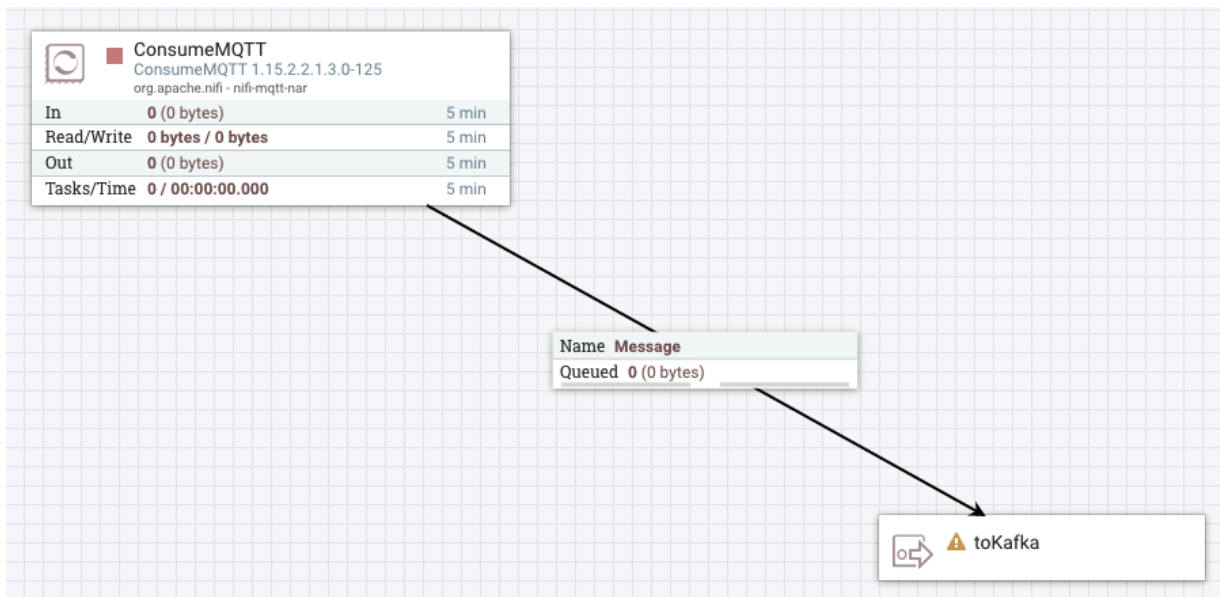 ConsumeMQTT
ConsumeMQTT 1.15.2.2.1.3.0-125
org.apache.nifi - nifi-mqtt-nar
In 0 (0 bytes) 5 min
Read/Write 0 bytes / 0 bytes 5 min
Out 0 (0 bytes) 5 min
Tasks/Time 0 / 00:00:00.000 5 min
Name Message
Queued 0 (0 bytes)
toKafka